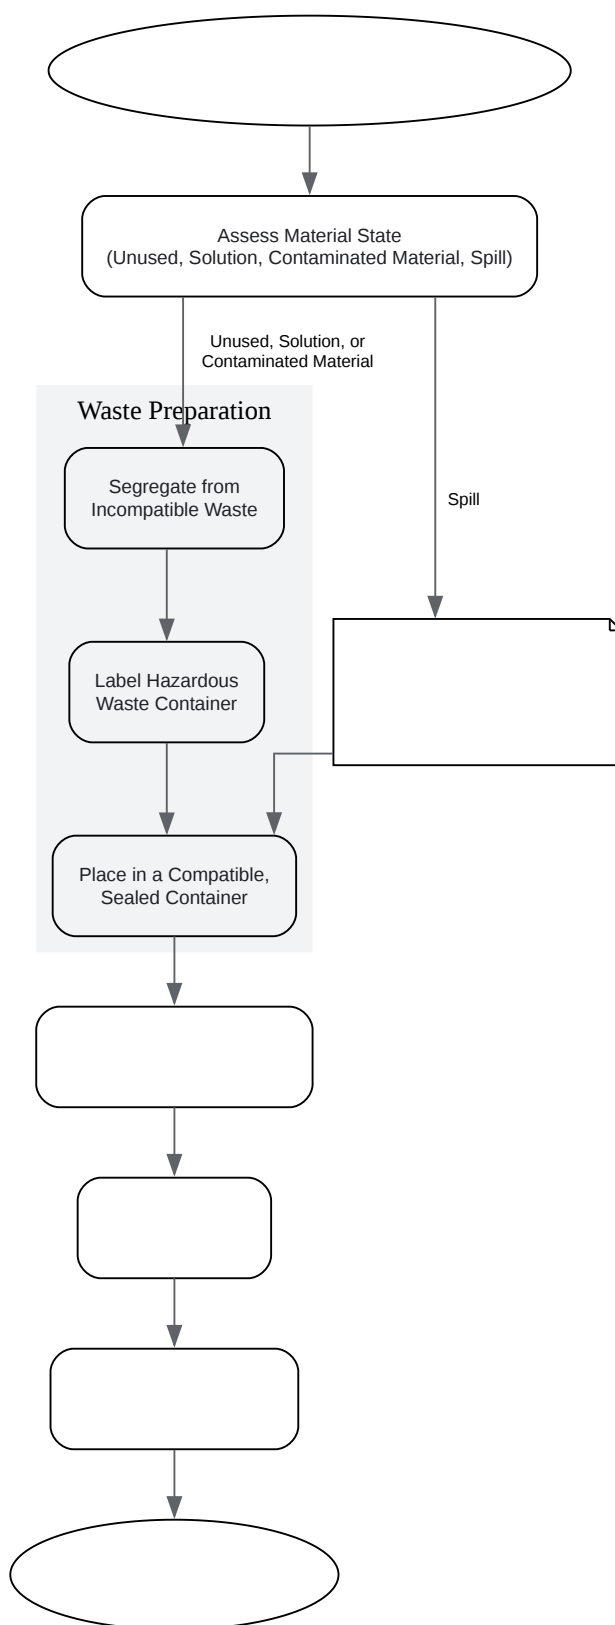 Assess Material State
(Unused, Solution, Contaminated Material, Spill)
Unused, Solution, or
Contaminated Material
Waste Preparation
Segregate from
Incompatible Waste
Spill
Label Hazardous
Waste Container
Place in a Compatible,
Sealed Container